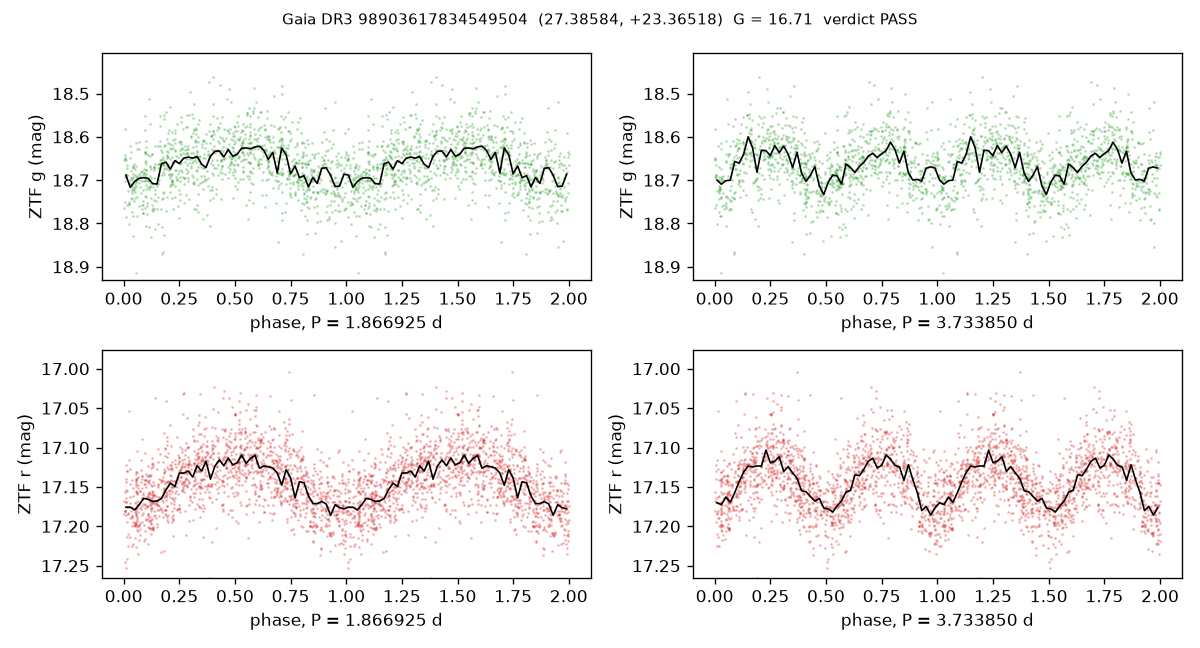 Gaia DR3 98903617834549504 (27.38584, +23.36518) G = 16.71 verdict PASS
ZTF g (mag)
18.5
18.6
18.7
18.8
18.9
0.00 0.25 0.50 0.75 1.00 1.25 1.50 1.75 2.00
phase, P = 1.866925 d
ZTF g (mag)
18.5
18.6
18.7
18.8
18.9
0.00 0.25 0.50 0.75 1.00 1.25 1.50 1.75 2.00
phase, P = 3.733850 d
ZTF r (mag)
17.00
17.05
17.10
17.15
17.20
17.25
0.00 0.25 0.50 0.75 1.00 1.25 1.50 1.75 2.00
phase, P = 1.866925 d
ZTF r (mag)
17.00
17.05
17.10
17.15
17.20
17.25
0.00 0.25 0.50 0.75 1.00 1.25 1.50 1.75 2.00
phase, P = 3.733850 d